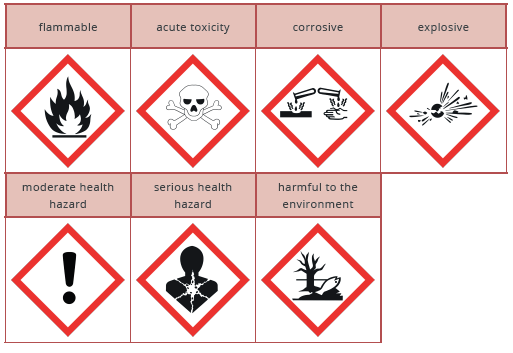 flammable
acute toxicity
corrosive
explosive
moderate health
hazard
serious health
hazard
harmful to the
environment